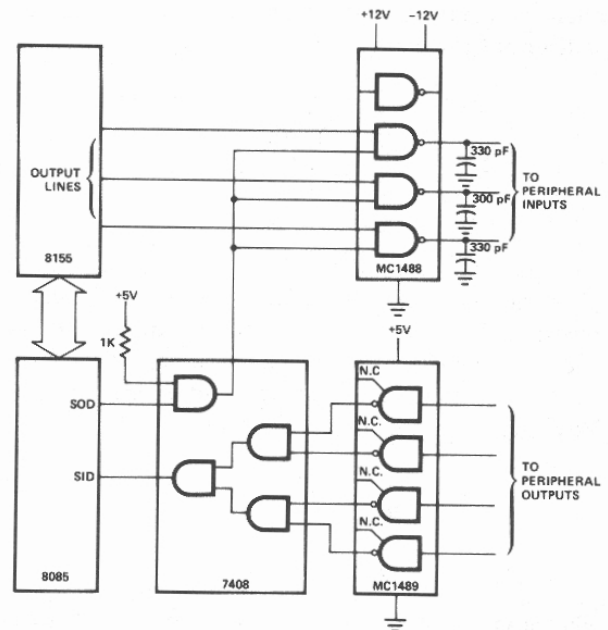 +12V -12V
OUTPUT
LINES
330 pF
300 pF
330 pF
TO
PERIPHERAL
INPUTS
8155
MC1488
+5V
1K
+5V
SOD
SID
N.C
N.C.
N.C.
N.C.
TO
PERIPHERAL
OUTPUTS
8085
7408
MC1489